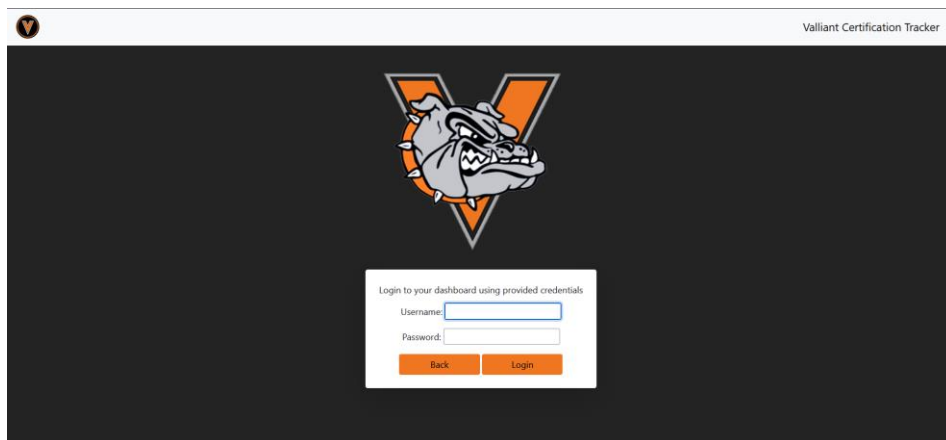 V
Valliant Certification Tracker
V
Login to your dashboard using provided credentials
Username:
Password:
Back Login